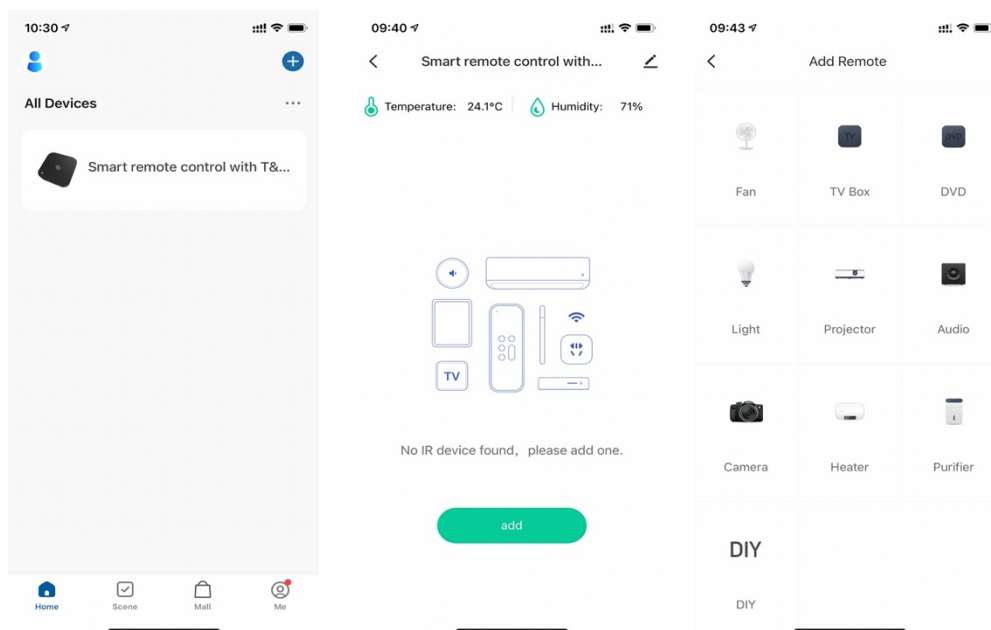 10:30
All Devices
Smart remote control with T&...
Home
Scene
Mall
Me
09:40
Smart remote control with...
Temperature: 24.1°C
Humidity: 71%
TV
No IR device found, please add one.
add
09:43
Add Remote
TV
DVD
Fan
TV Box
DVD
Light
Projector
Audio
Camera
Heater
Purifier
DIY
DIY